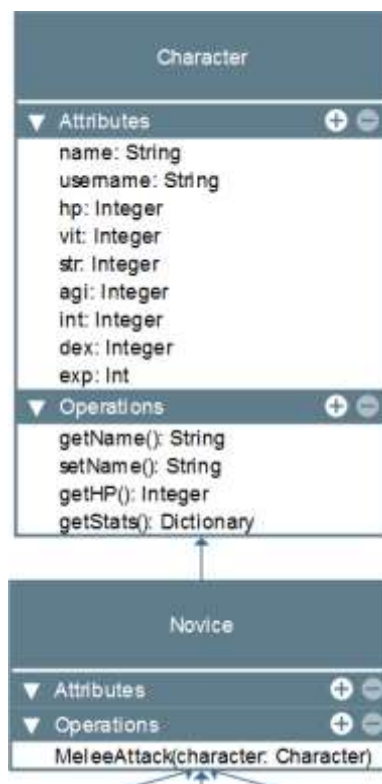 Character
Attributes
name: String
username: String
hp: Integer
vit: Integer
str: Integer
agi: Integer
int: Integer
dex: Integer
exp: Int
Operations
getName(): String
setName(): String
getHP(): Integer
getStats(): Dictionary
Novice
Attributes
Operations
MeleeAttack(character: Character)